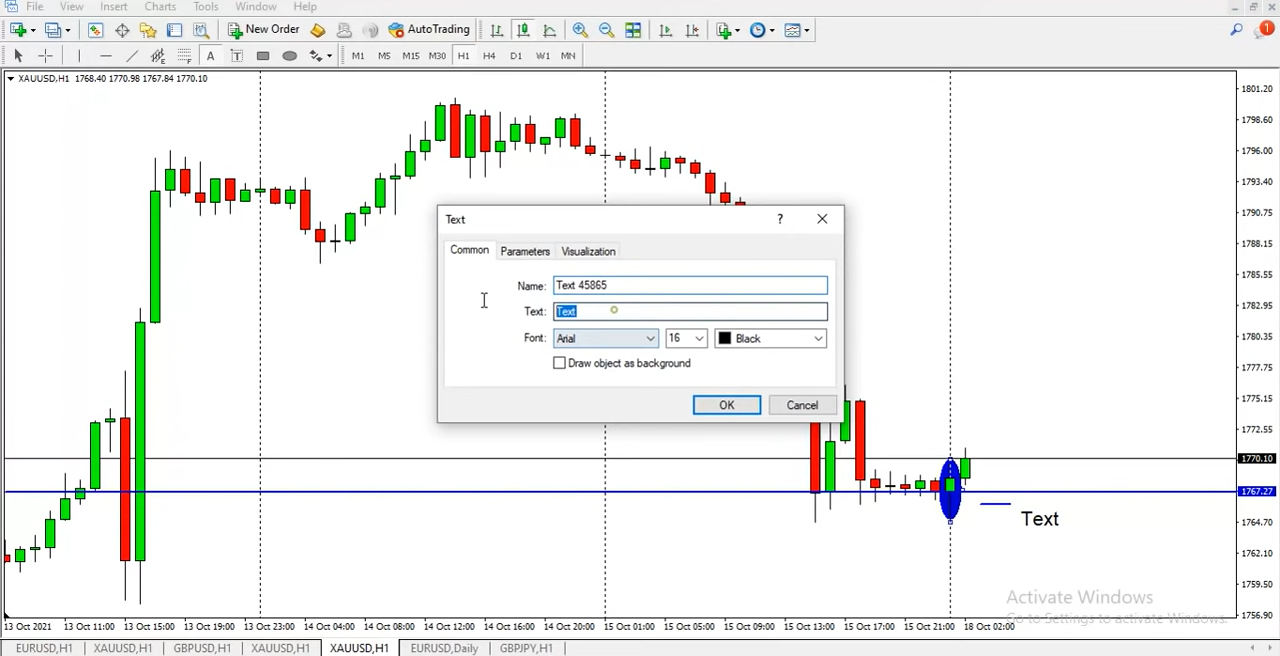 File View Insert Charts Tools Window Help
New Order AutoTrading 1
A T M1 M5 M15 M30 H1 H4 D1 W1 MN
XAUUSD,H1 1768.40 1770.98 1767.84 1770.10
1801.20
1798.60
1796.00
1793.40
1790.75
1788.15
1785.55
1782.95
1780.35
1777.75
1775.15
1772.55
1770.10
1767.27
1764.70
1762.10
1759.50
1756.90
Text ?
Common Parameters Visualization
Name: Text 45865
Text: Text
Font: Arial 16 Black
Draw object as background
OK Cancel
Text
Activate Windows
Go to Settings to activate Windows.
13 Oct 2021 13 Oct 11:00 13 Oct 15:00 13 Oct 19:00 13 Oct 23:00 14 Oct 04:00 14 Oct 08:00 14 Oct 12:00 14 Oct 16:00 14 Oct 20:00 15 Oct 01:00 15 Oct 05:00 15 Oct 09:00 15 Oct 13:00 15 Oct 17:00 15 Oct 21:00 18 Oct 02:00
EURUSD,H1 XAUUSD,H1 GBPUSD,H1 XAUUSD,H1 XAUUSD,H1 EURUSD,Daily GBPJPY,H1